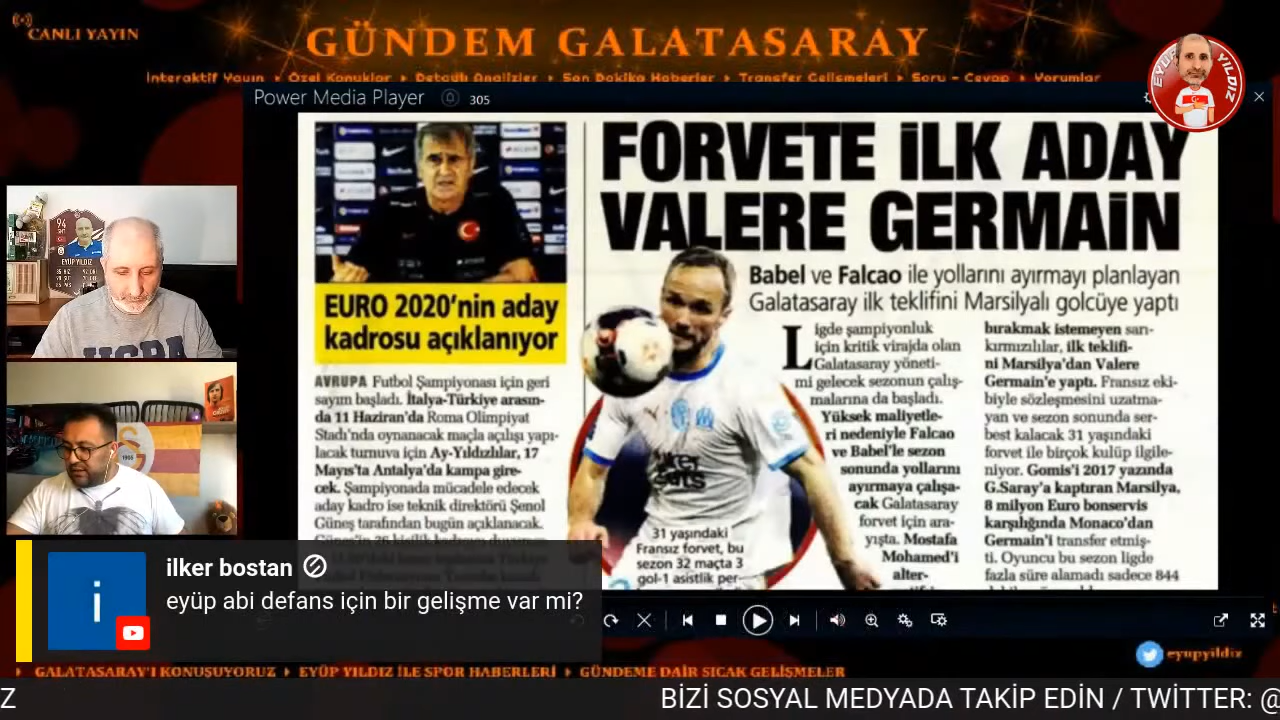 CANLI YAYIN
GÜNDEM GALATASARAY
İnteraktif Yayın ▸ Özel Konuklar ▸ Detaylı Analizler ▸ Son Dakika Haberler ▸ Transfer Gelişmeleri ▸ Soru - Cevap ▸ Yorumlar
EYÜP YILDIZ
Power Media Player
305
94
EYÜP YILDIZ
FORVETE İLK ADAY
VALERE GERMAİN
Babel ve Falcao ile yollarını ayırmayı planlayan
Galatasaray ilk teklifini Marsilyalı golcüye yaptı
EURO 2020'nin aday
kadrosu açıklanıyor
AVRUPA Futbol Şampiyonası için geri
sayım başladı. İtalya-Türkiye arasın-
da 11 Haziran'da Roma Olimpiyat
Stadı'nda oynanacak maçla açılışı yapı-
lacak turnuva için Ay-Yıldızlılar, 17
Mayıs'ta Antalya'da kampa gire-
cek. Şampiyonada mücadele edecek
aday kadro ise teknik direktörü Şenol
Güneş tarafından bugün açıklanacak.
Ligde şampiyonluk
için kritik virajda olan
Galatasaray yöneti-
mi gelecek sezonun çalış-
malarına da başladı.
Yüksek maliyetle-
ri nedeniyle Falcao
ve Babel'le sezon
sonunda yollarını
ayırmaya çalışa-
cak Galatasaray
forvet için ara-
yışta. Mostafa
Mohamed'i
alter-
bırakmak istemeyen sarı-
kırmızılılar, ilk teklifi-
ni Marsilya'dan Valere
Germain'e yaptı. Fransız eki-
biyle sözleşmesini uzatma-
yan ve sezon sonunda ser-
best kalacak 31 yaşındaki
forvet ile birçok kulüp ilgile-
niyor. Gomis'i 2017 yazında
G.Saray'a kaptıran Marsilya,
8 milyon Euro bonservis
karşılığında Monaco'dan
Germain'i transfer etmiş-
ti. Oyuncu bu sezon ligde
fazla süre alamadı sadece 844
31 yaşındaki
Fransız forvet, bu
sezon 32 maçta 3
gol-1 asistlik per-
ilker bostan
i
eyüp abi defans için bir gelişme var mi?
eyupyildiz
GALATASARAY'I KONUŞUYORUZ ▸ EYÜP YILDIZ İLE SPOR HABERLERİ ▸ GÜNDEME DAİR SICAK GELİŞMELER
Z BİZİ SOSYAL MEDYADA TAKİP EDİN / TWİTTER: @